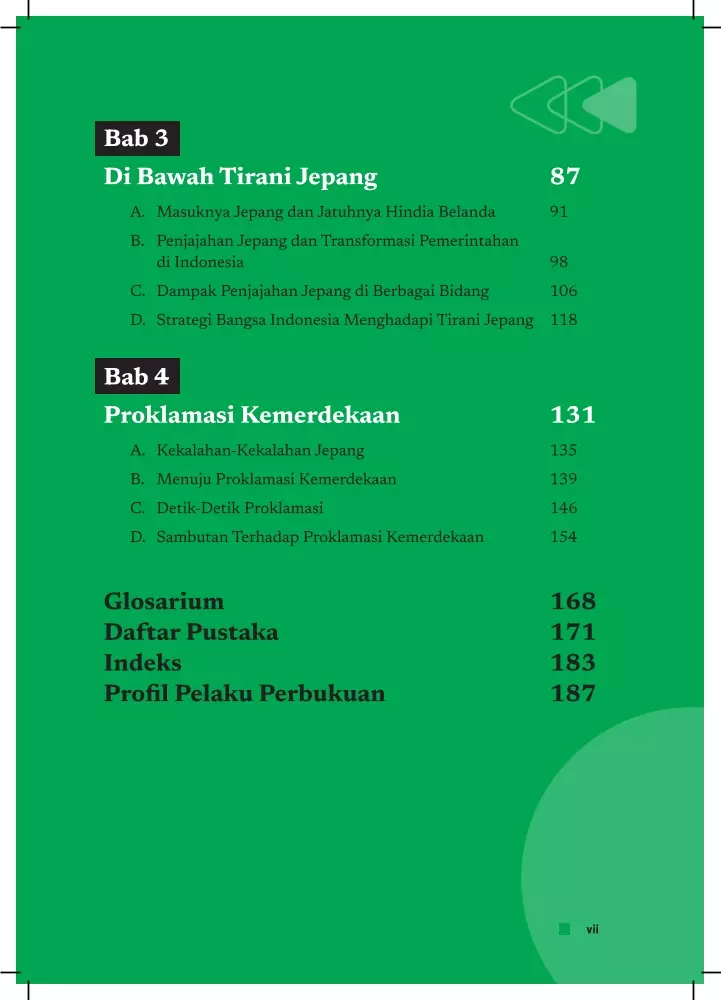 Bab 3
Di Bawah Tirani Jepang 87
A. Masuknya Jepang dan Jatuhnya Hindia Belanda 91
B. Penjajahan Jepang dan Transformasi Pemerintahan
di Indonesia 98
C. Dampak Penjajahan Jepang di Berbagai Bidang 106
D. Strategi Bangsa Indonesia Menghadapi Tirani Jepang 118
Bab 4
Proklamasi Kemerdekaan 131
A. Kekalahan-Kekalahan Jepang 135
B. Menuju Proklamasi Kemerdekaan 139
C. Detik-Detik Proklamasi 146
D. Sambutan Terhadap Proklamasi Kemerdekaan 154
Glosarium 168
Daftar Pustaka 171
Indeks 183
Profil Pelaku Perbukuan 187
vii